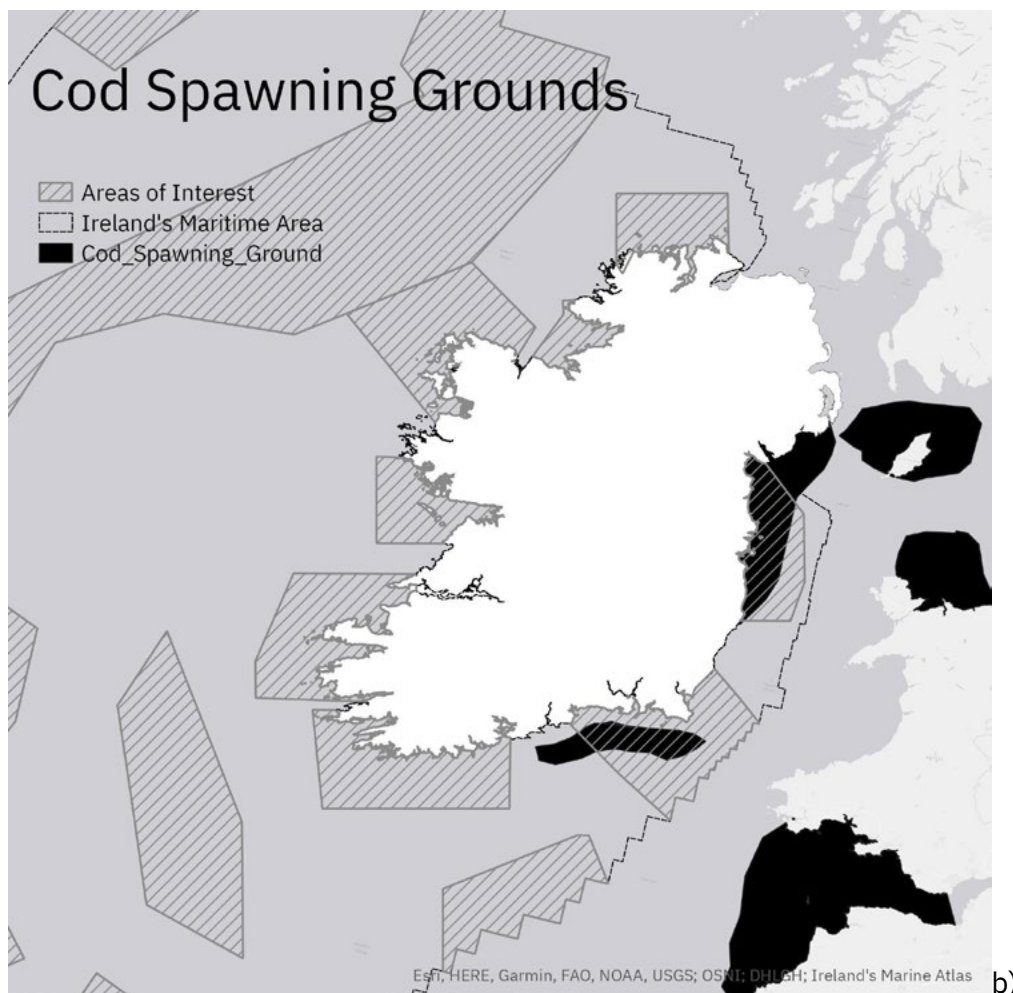 Cod Spawning Grounds
Areas of Interest
Ireland's Maritime Area
Cod_Spawning_Ground
Esri, HERE, Garmin, FAO, NOAA, USGS; OSNI; DHLGH; Ireland's Marine Atlas
b)